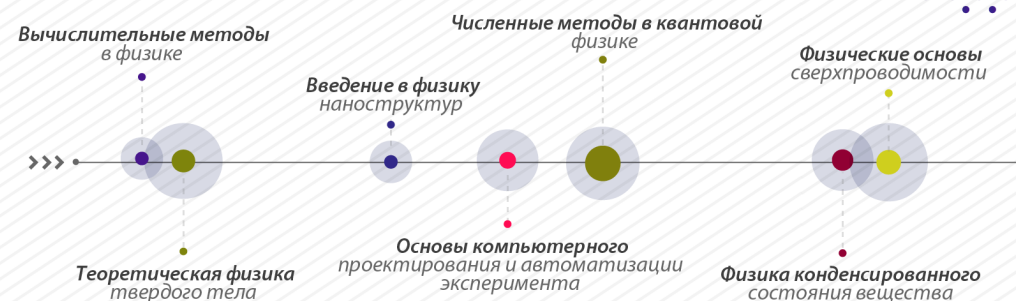 Вычислительные методы
в физике
Теоретическая физика
твердого тела
Введение в физику
наноструктур
Основы компьютерного
проектирования и автоматизации
эксперимента
Численные методы в квантовой
физике
Физика конденсированного
состояния вещества
Физические основы
сверхпроводимости